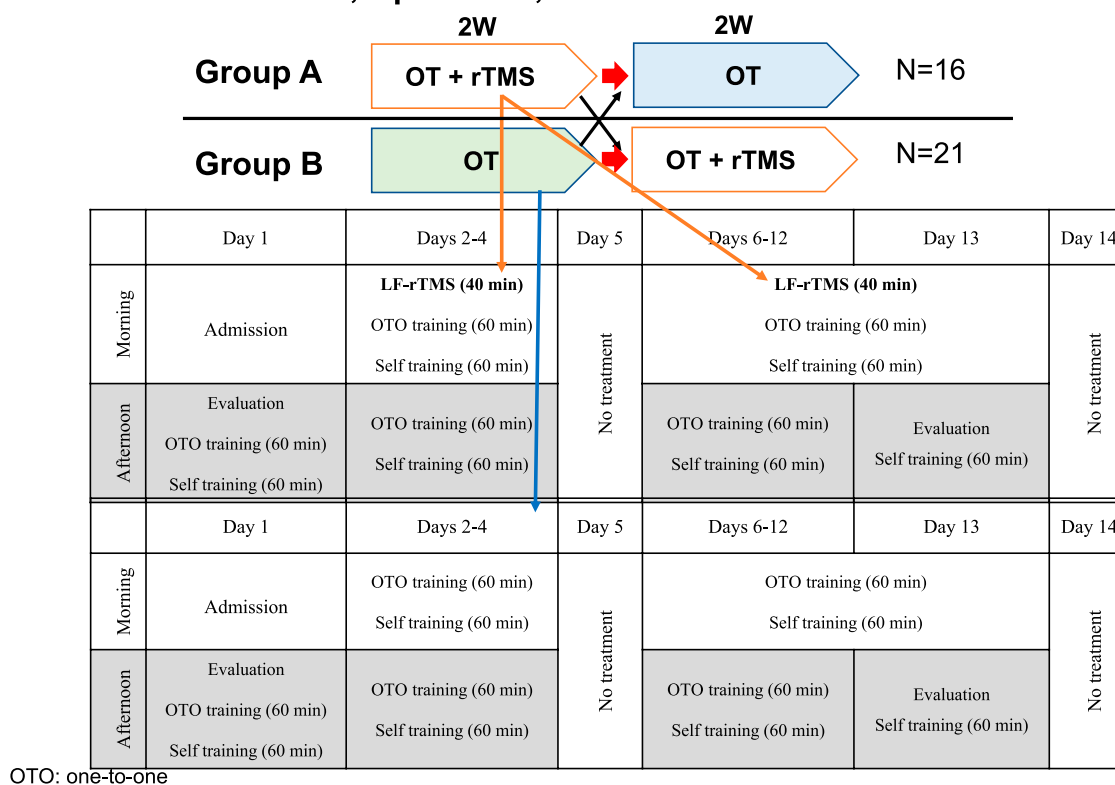 2W 2W
Group A OT + rTMS OT N=16
Group B OT OT + rTMS N=21
Day 1 Days 2-4 Day 5 Days 6-12 Day 13 Day 14
Morning
Admission
LF-rTMS (40 min)
OTO training (60 min)
Self training (60 min)
No treatment
LF-rTMS (40 min)
OTO training (60 min)
Self training (60 min)
No treatment
Afternoon
Evaluation
OTO training (60 min)
Self training (60 min)
OTO training (60 min)
Self training (60 min)
OTO training (60 min)
Self training (60 min)
Evaluation
Self training (60 min)
Day 1 Days 2-4 Day 5 Days 6-12 Day 13 Day 14
Morning
Admission
OTO training (60 min)
Self training (60 min)
No treatment
OTO training (60 min)
Self training (60 min)
No treatment
Afternoon
Evaluation
OTO training (60 min)
Self training (60 min)
OTO training (60 min)
Self training (60 min)
OTO training (60 min)
Self training (60 min)
Evaluation
Self training (60 min)
OTO: one-to-one